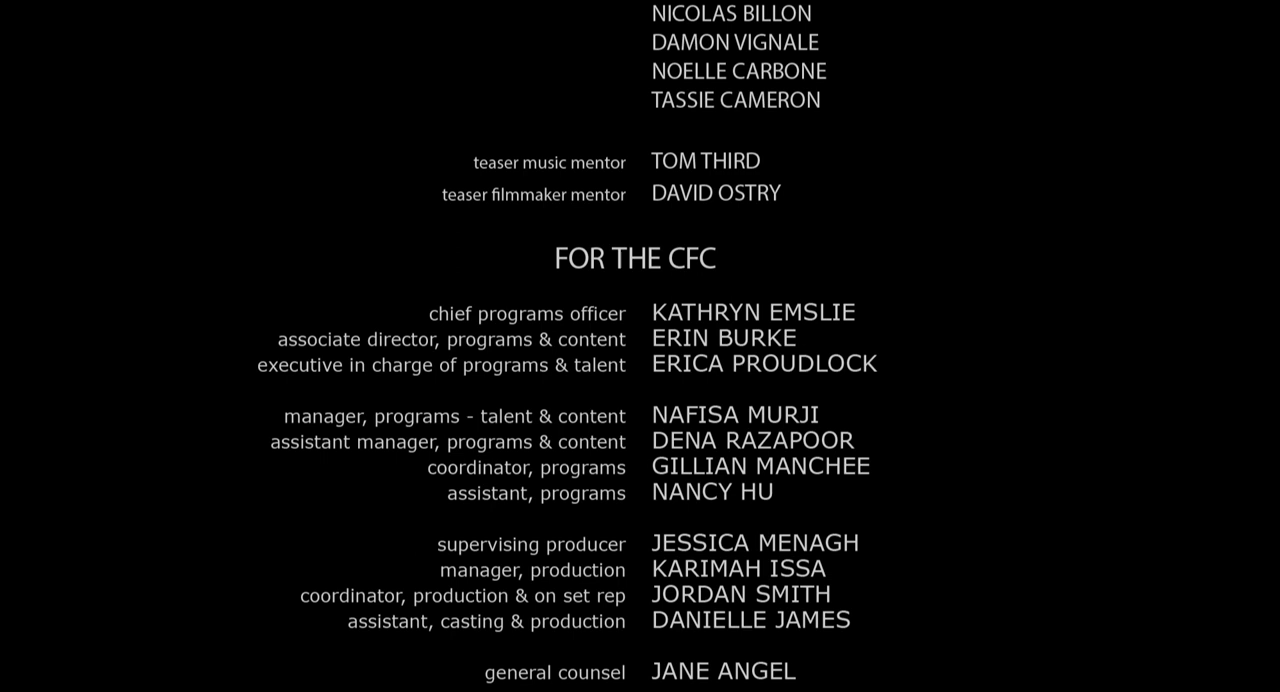 NICOLAS BILLON
DAMON VIGNALE
NOELLE CARBONE
TASSIE CAMERON
teaser music mentor TOM THIRD
teaser filmmaker mentor DAVID OSTRY
FOR THE CFC
chief programs officer KATHRYN EMSLIE
associate director, programs & content ERIN BURKE
executive in charge of programs & talent ERICA PROUDLOCK
manager, programs - talent & content NAFISA MURJI
assistant manager, programs & content DENA RAZAPOOR
coordinator, programs GILLIAN MANCHEE
assistant, programs NANCY HU
supervising producer JESSICA MENAGH
manager, production KARIMAH ISSA
coordinator, production & on set rep JORDAN SMITH
assistant, casting & production DANIELLE JAMES
general counsel JANE ANGEL